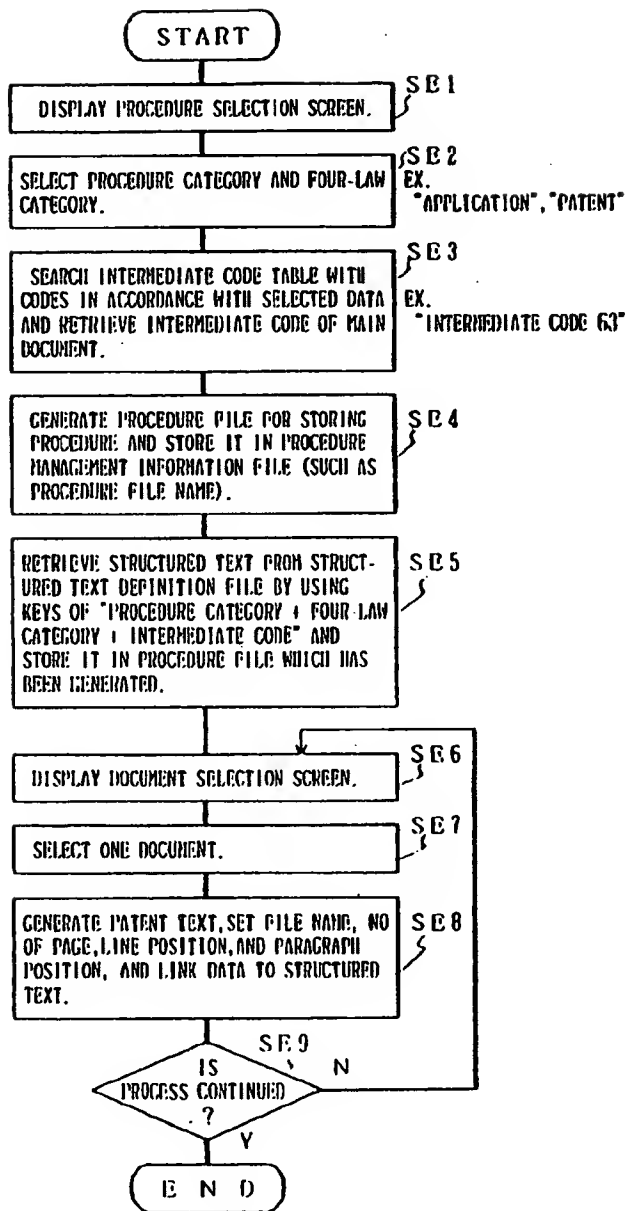 START
SE1
DISPLAY PROCEDURE SELECTION SCREEN.
SE2
SELECT PROCEDURE CATEGORY AND FOUR-LAW
CATEGORY.
EX.
"APPLICATION", "PATENT"
SE3
SEARCH INTERMEDIATE CODE TABLE WITH
CODES IN ACCORDANCE WITH SELECTED DATA
AND RETRIEVE INTERMEDIATE CODE OF MAIN
DOCUMENT.
EX.
"INTERMEDIATE CODE 63"
SE4
GENERATE PROCEDURE FILE FOR STORING
PROCEDURE AND STORE IT IN PROCEDURE
MANAGEMENT INFORMATION FILE (SUCH AS
PROCEDURE FILE NAME).
SE5
RETRIEVE STRUCTURED TEXT FROM STRUCT-
URED TEXT DEFINITION FILE BY USING
KEYS OF "PROCEDURE CATEGORY + FOUR-LAW
CATEGORY + INTERMEDIATE CODE" AND
STORE IT IN PROCEDURE FILE WHICH HAS
BEEN GENERATED.
SE6
DISPLAY DOCUMENT SELECTION SCREEN.
SE7
SELECT ONE DOCUMENT.
SE8
GENERATE PATENT TEXT, SET FILE NAME, NO
OF PAGE, LINE POSITION, AND PARAGRAPH
POSITION, AND LINK DATA TO STRUCTURED
TEXT.
SE9
IS
PROCESS CONTINUED
?
N
Y
END